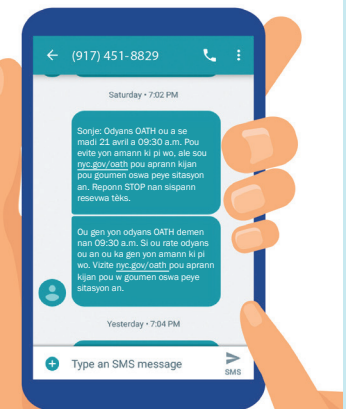 (917) 451-8829
Saturday • 7:02 PM
Sonje: Odyans OATH ou a se
madi 21 avril a 09:30 a.m. Pou
evite yon amann ki pi wo, ale sou
nyc.gov/oath pou aprann kijan
pou goumen oswa peye sitasyon
an. Reponn STOP nan sispann
resevwa tèks.
Ou gen yon odyans OATH demen
nan 09:30 a.m. Si ou rate odyans
ou an ou ka gen yon amann ki pi
wo. Vizite nyc.gov/oath pou aprann
kijan pou w goumen oswa peye
sitasyon an.
Yesterday • 7:04 PM
Type an SMS message
SMS